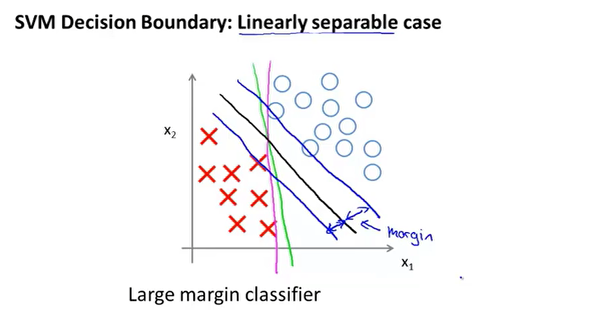 SVM Decision Boundary: Linearly separable case
x2
margin
x1
Large margin classifier